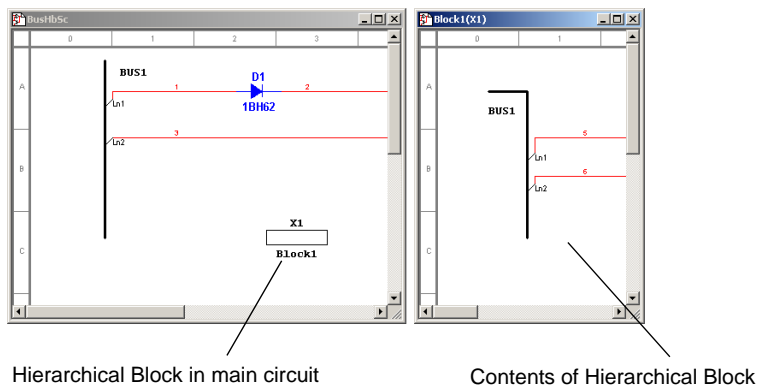 BusHbSc
0 1 2 3
A
BUS1
D1
1 2
Ln1
1BH62
3
Ln2
B
X1
C
Block1
Block1(X1)
0 1
A
BUS1
5
B
Ln1
6
Ln2
C
Hierarchical Block in main circuit
Contents of Hierarchical Block